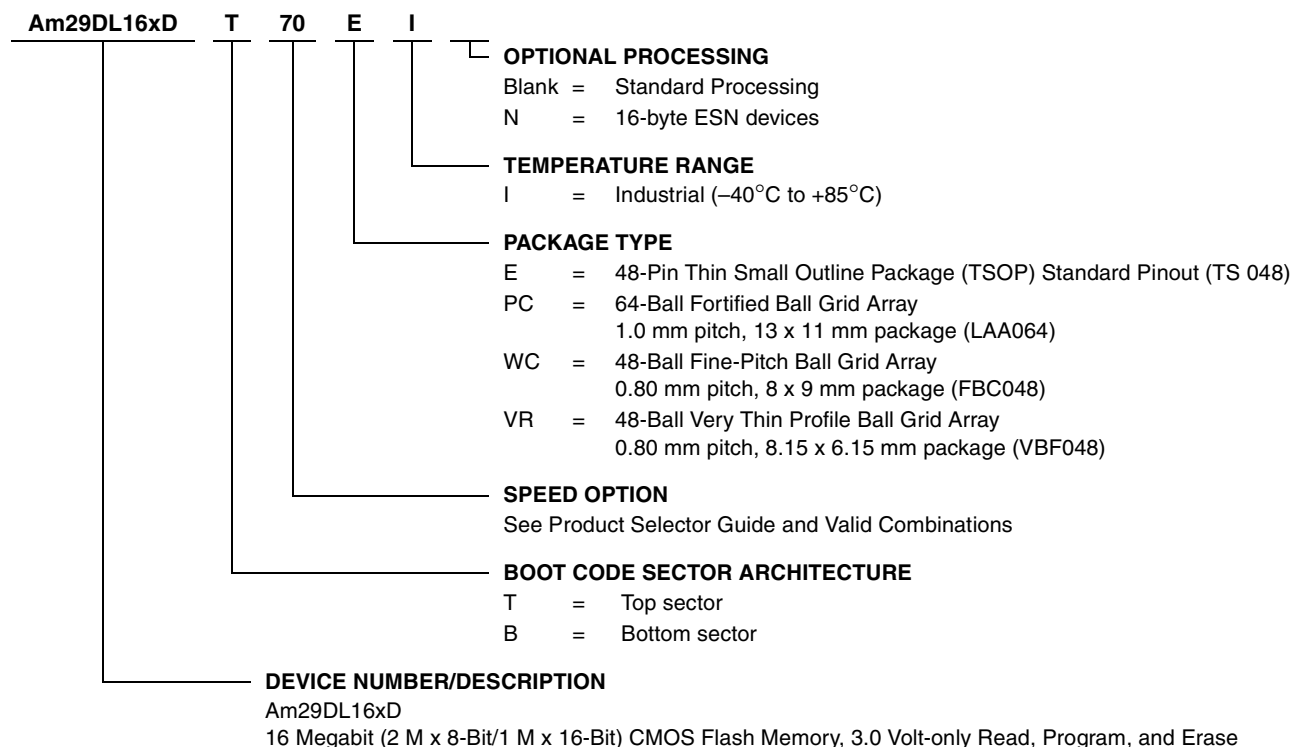 Am29DL16xD T 70 E I
OPTIONAL PROCESSING
Blank = Standard Processing
N = 16-byte ESN devices
TEMPERATURE RANGE
I = Industrial (–40°C to +85°C)
PACKAGE TYPE
E = 48-Pin Thin Small Outline Package (TSOP) Standard Pinout (TS 048)
PC = 64-Ball Fortified Ball Grid Array
1.0 mm pitch, 13 x 11 mm package (LAA064)
WC = 48-Ball Fine-Pitch Ball Grid Array
0.80 mm pitch, 8 x 9 mm package (FBC048)
VR = 48-Ball Very Thin Profile Ball Grid Array
0.80 mm pitch, 8.15 x 6.15 mm package (VBF048)
SPEED OPTION
See Product Selector Guide and Valid Combinations
BOOT CODE SECTOR ARCHITECTURE
T = Top sector
B = Bottom sector
DEVICE NUMBER/DESCRIPTION
Am29DL16xD
16 Megabit (2 M x 8-Bit/1 M x 16-Bit) CMOS Flash Memory, 3.0 Volt-only Read, Program, and Erase